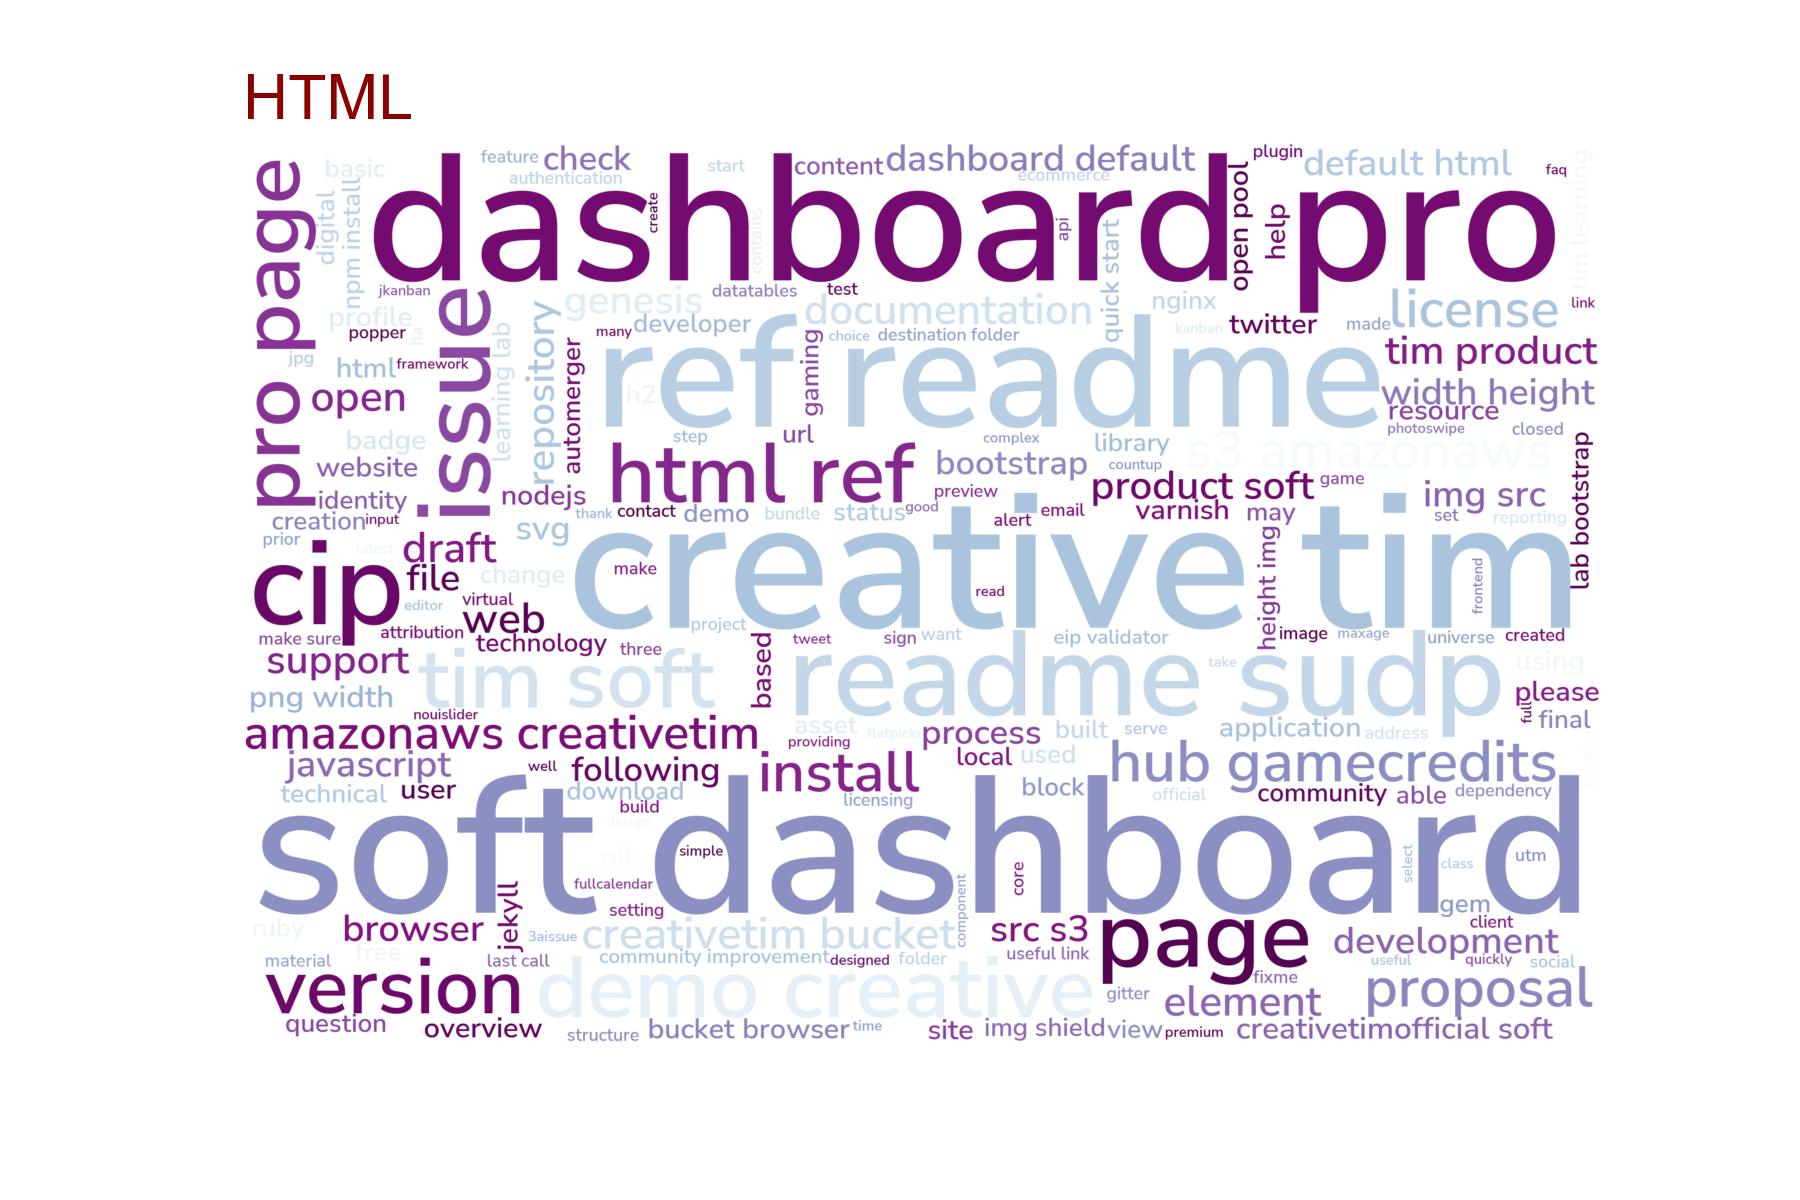 HTML
pro page
basic
digital
npm install
feature
check
authentication
start
content
dashboard default
ecommerce
plugin
default html
faq
dashboard pro
create
contains
api
quick start
open pool
help
tim learning
jkanban
profile
popper
ha
jpg
html
framework
open
issue
learning lab
repository
automerger
genesis
datatables
test
many
developer
documentation
choice
destination folder
nginx
kanban
twitter
made
license
link
ref readme
h2
gaming
tim product
width height
resource
photoswipe
closed
badge
website
identity
creation
input
prior
latest
step
url
complex
library
countup
s3 amazonaws
html ref
bootstrap
preview
product soft
game
img src
nodejs
svg
thank
contact
demo
bundle
status
good
alert
email
varnish
may
set
reporting
lab bootstrap
cip
draft
file
change
editor
virtual
web
make
creative tim
read
height img
frontend
make sure
attribution
technology
three
project
tweet
sign
want
eip validator
image
maxage
universe
created
support
tim soft
based
readme sudp
take
using
png width
nouislider
please
full
final
amazonaws creativetim
asset
flatpickr
providing
process
built
serve
application
address
javascript
well
following
install
local
used
hub gamecredits
technical
user
download
build
licensing
block
official
community
able
dependency
design
soft dashboard
git
simple
core
select
class
utm
fullcalendar
jekyll
setting
component
gem
ruby
browser
free
3aissue
creativetim bucket
src s3
page
client
development
material
last call
community improvement
designed
folder
useful link
useful
quickly
social
version
demo creative
gitter
fixme
element
proposal
question
overview
structure
bucket browser
time
site
img shield
view
premium
creativetimofficial soft